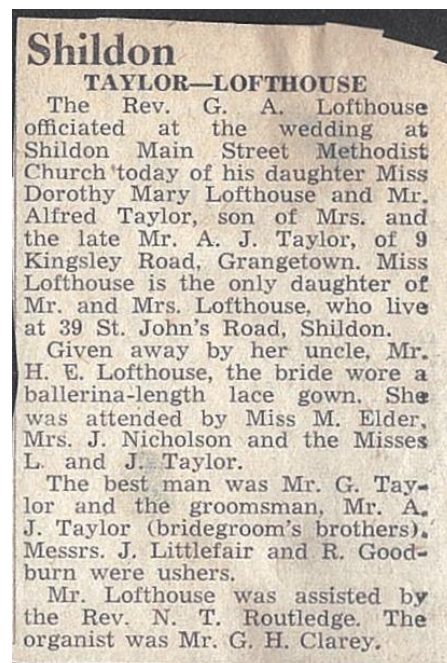 Shildon
TAYLOR—LOFTHOUSE
The Rev. G. A. Lofthouse
officiated at the wedding at
Shildon Main Street Methodist
Church today of his daughter Miss
Dorothy Mary Lofthouse and Mr.
Alfred Taylor, son of Mrs. and
the late Mr. A. J. Taylor, of 9
Kingsley Road, Grangetown. Miss
Lofthouse is the only daughter of
Mr. and Mrs. Lofthouse, who live
at 39 St. John's Road, Shildon.
Given away by her uncle, Mr.
H. E. Lofthouse, the bride wore a
ballerina-length lace gown. She
was attended by Miss M. Elder,
Mrs. J. Nicholson and the Misses
L. and J. Taylor.
The best man was Mr. G. Tay-
lor and the groomsman, Mr. A.
J. Taylor (bridegroom's brothers).
Messrs. J. Littlefair and R. Good-
burn were ushers.
Mr. Lofthouse was assisted by
the Rev. N. T. Routledge. The
organist was Mr. G. H. Clarey.